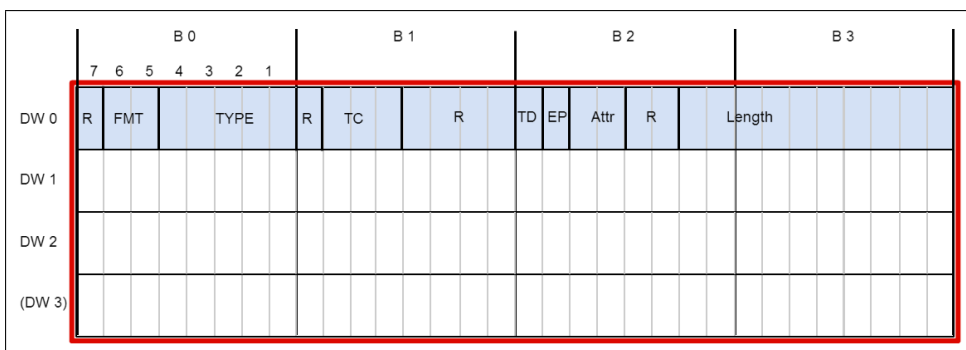 B 0 B 1 B 2 B 3
7 6 5 4 3 2 1
DW 0 R FMT TYPE R TC R TD EP Attr R Length
DW 1
DW 2
(DW 3)